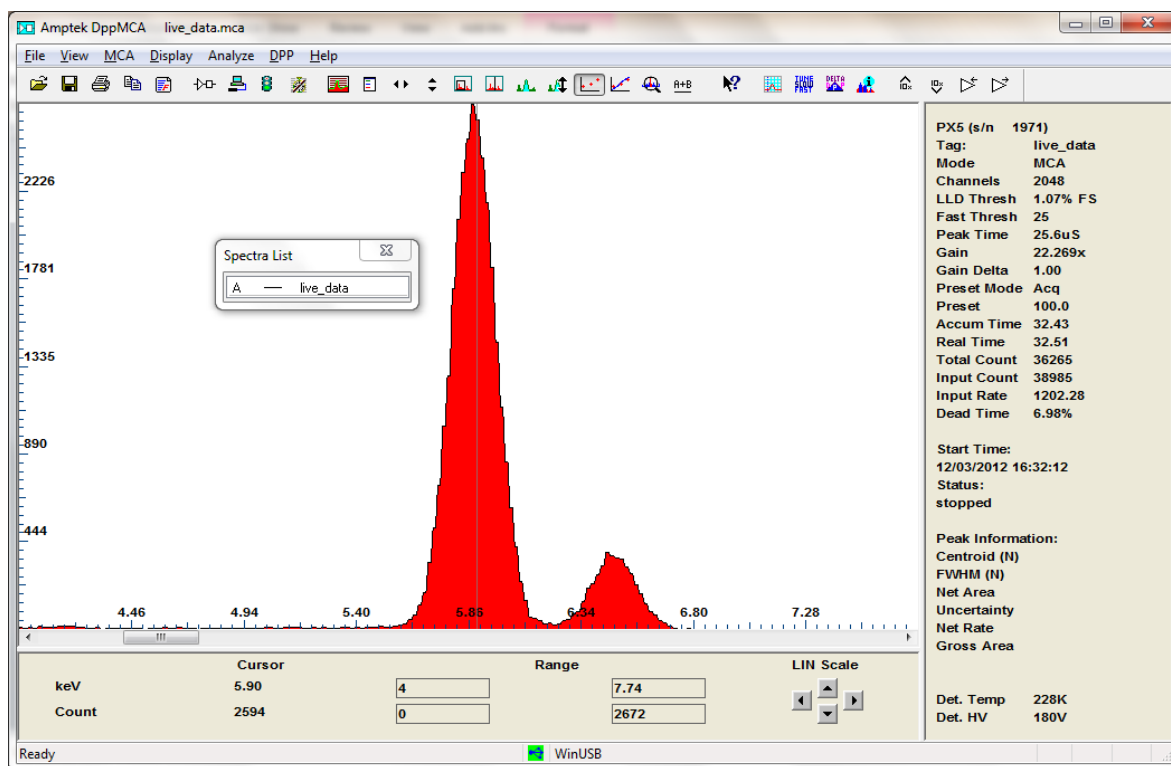 Amptek DppMCA live_data.mca
File View MCA Display Analyze DPP Help
A+B TUNE SLOW FAST DELTA 10x 10x
2226
1781
1335
890
444
Spectra List
A — live_data
4.46 4.94 5.40 5.86 6.34 6.80 7.28
Cursor Range LIN Scale
keV 5.90 4 7.74
Count 2594 0 2672
PX5 (s/n 1971)
Tag: live_data
Mode MCA
Channels 2048
LLD Thresh 1.07% FS
Fast Thresh 25
Peak Time 25.6uS
Gain 22.269x
Gain Delta 1.00
Preset Mode Acq
Preset 100.0
Accum Time 32.43
Real Time 32.51
Total Count 36265
Input Count 38985
Input Rate 1202.28
Dead Time 6.98%
Start Time:
12/03/2012 16:32:12
Status:
stopped
Peak Information:
Centroid (N)
FWHM (N)
Net Area
Uncertainty
Net Rate
Gross Area
Det. Temp 228K
Det. HV 180V
Ready WinUSB